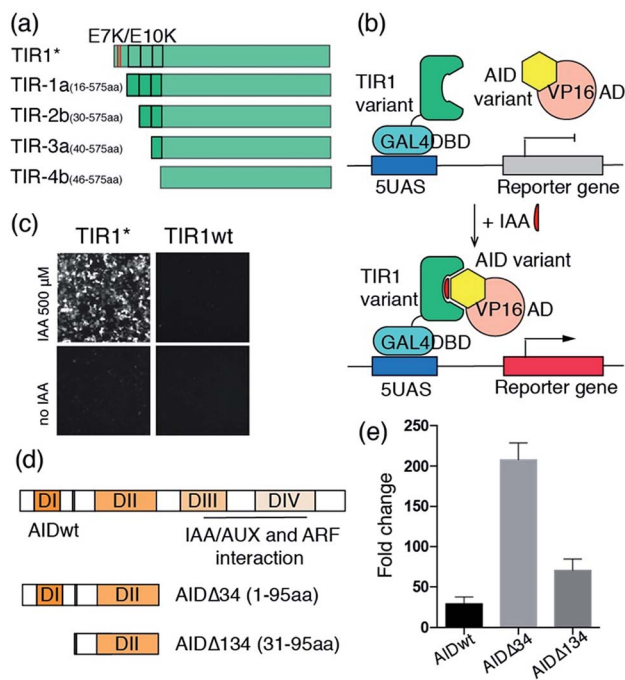 (a)
E7K/E10K
TIR1*
TIR-1a(16-575aa)
TIR-2b(30-575aa)
TIR-3a(40-575aa)
TIR-4b(46-575aa)
(b)
TIR1
variant
AID
variant
VP16 AD
GAL4DBD
5UAS
Reporter gene
+ IAA
TIR1
variant
AID variant
VP16 AD
GAL4DBD
5UAS
Reporter gene
(c)
TIR1*
TIR1wt
IAA 500 µM
no IAA
(d)
DI
DII
DIII
DIV
AIDwt
IAA/AUX and ARF
interaction
DI
DII
AIDΔ34 (1-95aa)
DII
AIDΔ134 (31-95aa)
(e)
Fold change
250
200
150
100
50
0
AIDwt
AIDΔ34
AIDΔ134